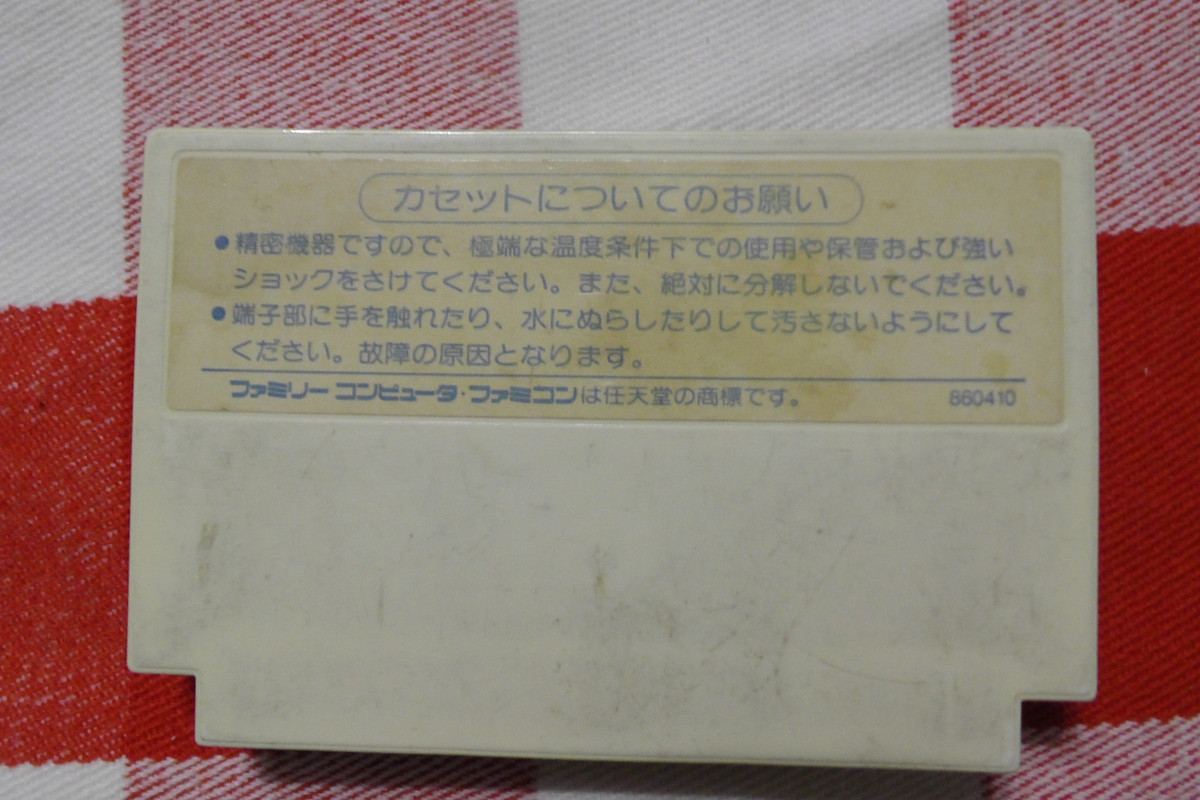 カセットについてのお願い
●精密機器ですので、極端な温度条件下での使用や保管および強い
ショックをさけてください。また、絶対に分解しないでください。
●端子部に手を触れたり、水にぬらしたりして汚さないようにして
ください。故障の原因となります。
ファミリー コンピュータ・ファミコンは任天堂の商標です。 860410